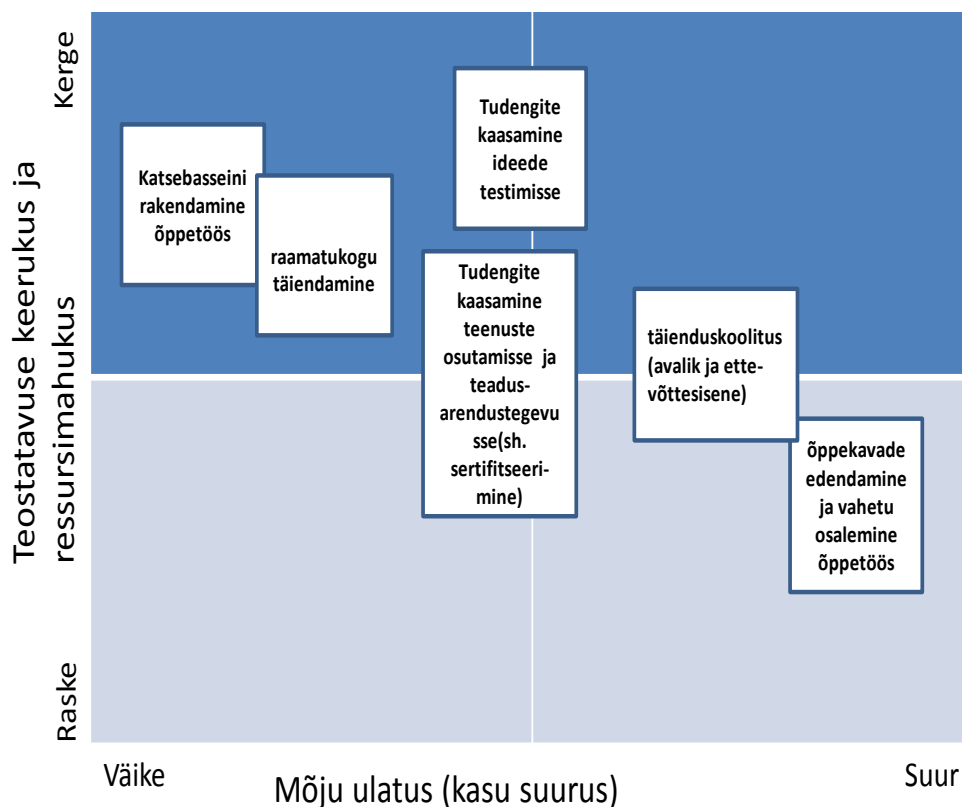 Teostatavuse keerukus ja
ressursimahukus
Kerge
Raske
Katsebasseini
rakendamine
õppetöös
raamatukogu
täiendamine
Tudengite
kaasamine
ideede
testimisse
Tudengite
kaasamine
teenuste
osutamisse ja
teadus-
arendustegevu
sse(sh.
sertifitseeri-
mine)
täienduskoolitus
(avalik ja ette-
võttesisene)
õppekavade
edendamine
ja vahetu
osalemine
õppetöös
Väike
Mõju ulatus (kasu suurus)
Suur